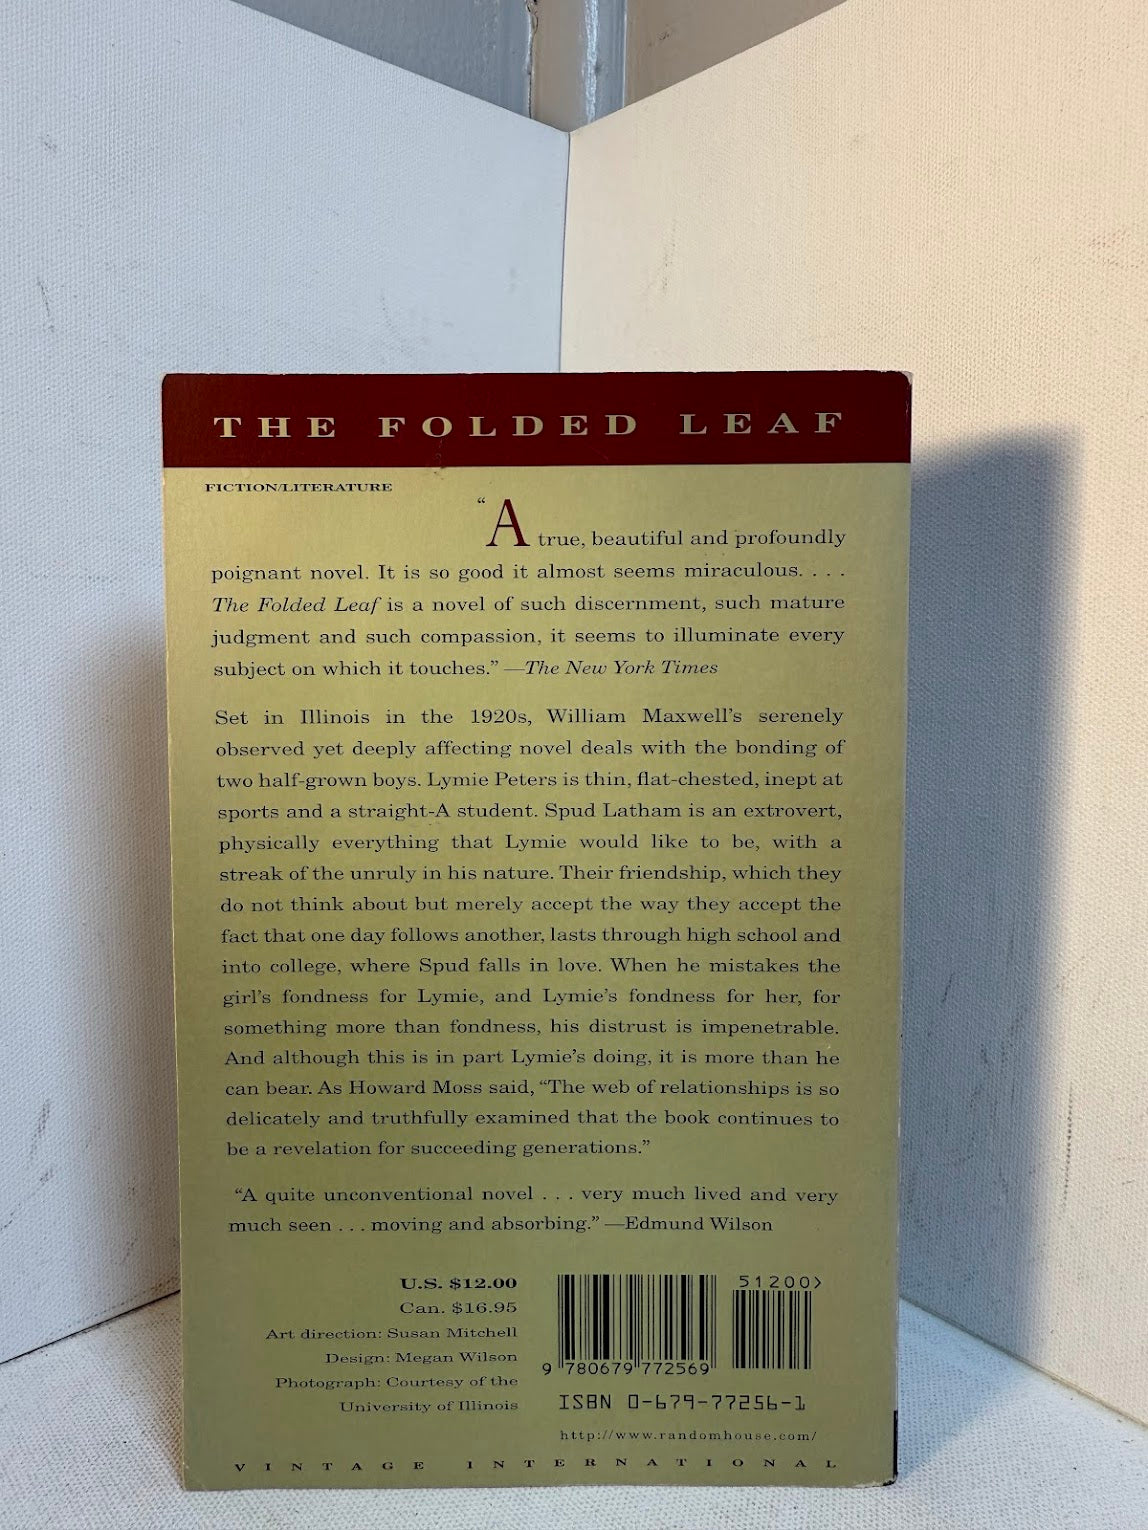 THE FOLDED LEAF
FICTION/LITERATURE
“A true, beautiful and profoundly
poignant novel. It is so good it almost seems miraculous. . . .
The Folded Leaf is a novel of such discernment, such mature
judgment and such compassion, it seems to illuminate every
subject on which it touches.” —The New York Times
Set in Illinois in the 1920s, William Maxwell’s serenely
observed yet deeply affecting novel deals with the bonding of
two half-grown boys. Lymie Peters is thin, flat-chested, inept at
sports and a straight-A student. Spud Latham is an extrovert,
physically everything that Lymie would like to be, with a
streak of the unruly in his nature. Their friendship, which they
do not think about but merely accept the way they accept the
fact that one day follows another, lasts through high school and
into college, where Spud falls in love. When he mistakes the
girl’s fondness for Lymie, and Lymie’s fondness for her, for
something more than fondness, his distrust is impenetrable.
And although this is in part Lymie’s doing, it is more than he
can bear. As Howard Moss said, “The web of relationships is so
delicately and truthfully examined that the book continues to
be a revelation for succeeding generations.”
“A quite unconventional novel . . . very much lived and very
much seen . . . moving and absorbing.” —Edmund Wilson
U.S. $12.00
Can. $16.95
Art direction: Susan Mitchell
Design: Megan Wilson
Photograph: Courtesy of the
University of Illinois
51200>
9 780679 772569
ISBN 0-679-77256-1
http://www.randomhouse.com/
VINTAGE INTERNATIONAL